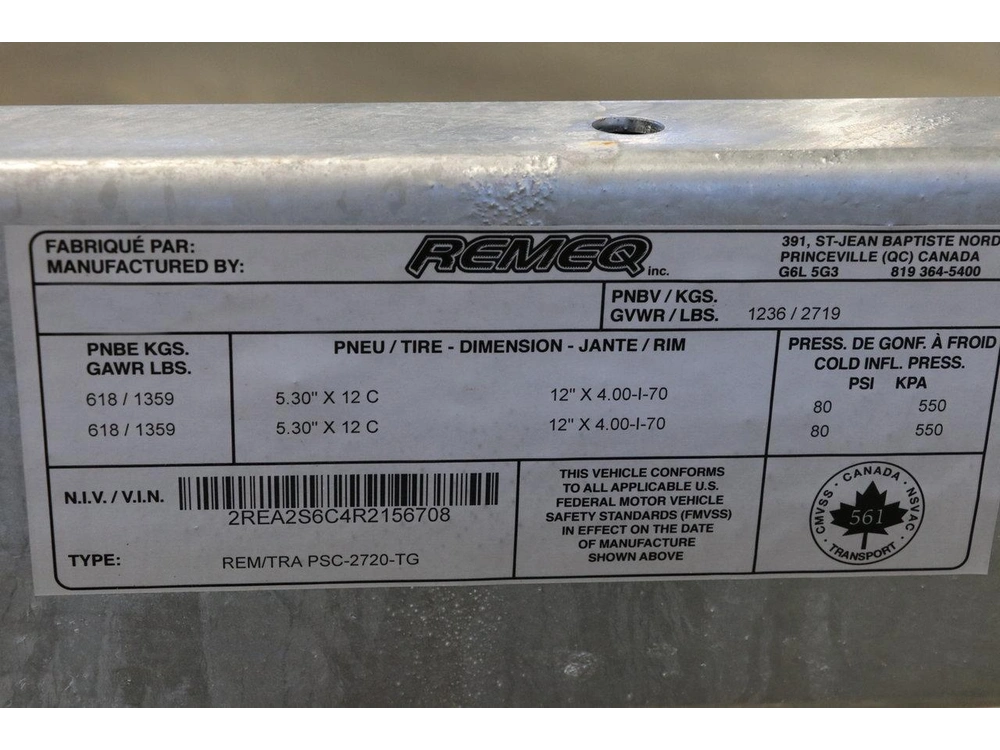 FABRIQUÉ PAR:
MANUFACTURED BY:
REMEQ inc.
391, ST-JEAN BAPTISTE NORD
PRINCEVILLE (QC) CANADA
G6L 5G3 819 364-5400
PNBV / KGS.
GVWR / LBS. 1236 / 2719
PNBE KGS.
GAWR LBS.
618 / 1359
618 / 1359
PNEU / TIRE - DIMENSION - JANTE / RIM
5.30" X 12 C 12" X 4.00-I-70
5.30" X 12 C 12" X 4.00-I-70
PRESS. DE GONF. À FROID
COLD INFL. PRESS.
PSI KPA
80 550
80 550
N.I.V. / V.I.N.
2REA2S6C4R2156708
TYPE: REM/TRA PSC-2720-TG
THIS VEHICLE CONFORMS
TO ALL APPLICABLE U.S.
FEDERAL MOTOR VEHICLE
SAFETY STANDARDS (FMVSS)
IN EFFECT ON THE DATE
OF MANUFACTURE
SHOWN ABOVE
CMVSS · CANADA · NSVAC
561
· TRANSPORT ·